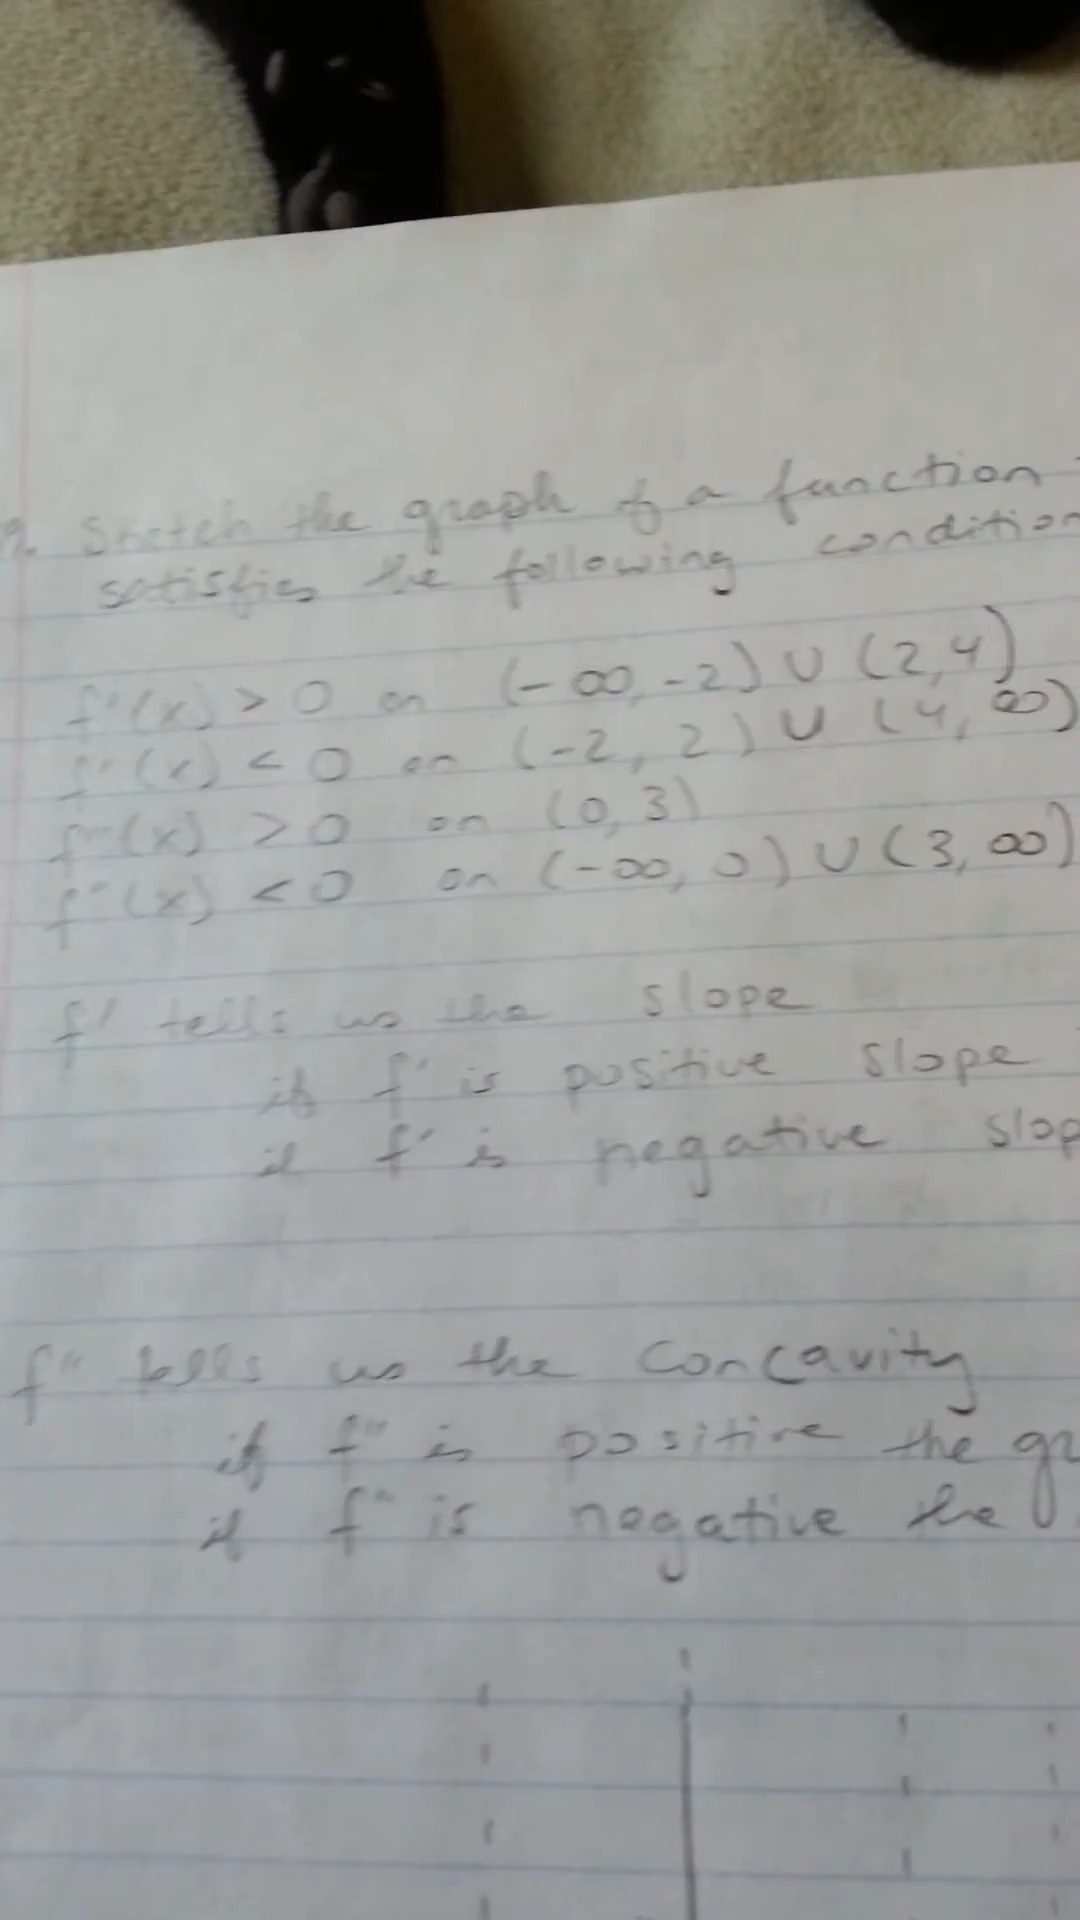 Sketch the graph of a function
satisfies the following condition
f'(x) > 0 on (-∞, -2) ∪ (2, 4)
f'(x) < 0 on (-2, 2) ∪ (4, ∞)
f"(x) > 0 on (0, 3)
f"(x) < 0 on (-∞, 0) ∪ (3, ∞)
f' tells us the slope
if f' is positive slope
if f' is negative slop
f" tells us the concavity
if f" is positive the gr
if f" is negative the